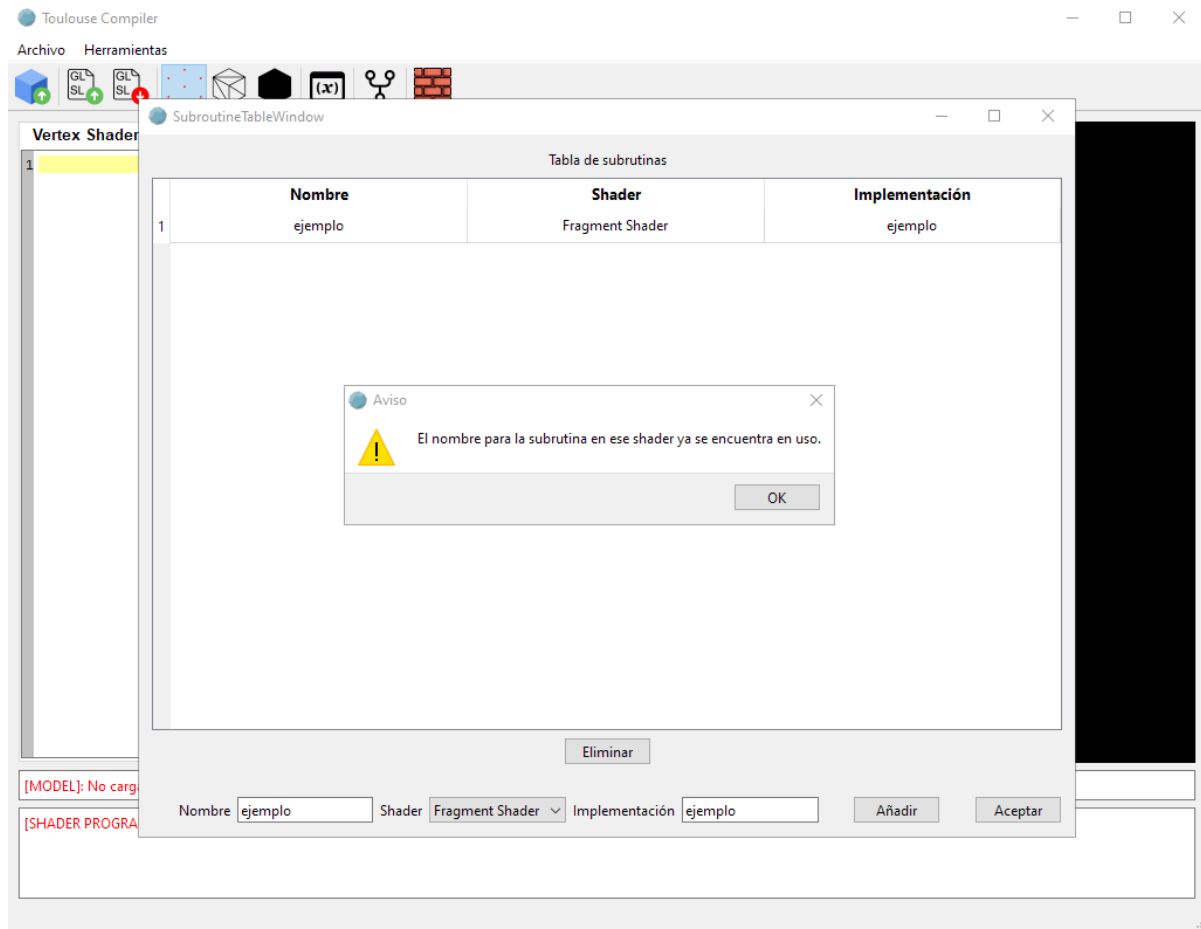 Toulouse Compiler
Archivo Herramientas
GL SL GL SL (x)
SubroutineTableWindow
Vertex Shader
Tabla de subrutinas
1
Nombre Shader Implementación
1 ejemplo Fragment Shader ejemplo
Aviso
El nombre para la subrutina en ese shader ya se encuentra en uso.
!
OK
Eliminar
[MODEL]: No carg
Nombre ejemplo Shader Fragment Shader Implementación ejemplo Añadir Aceptar
[SHADER PROGRA